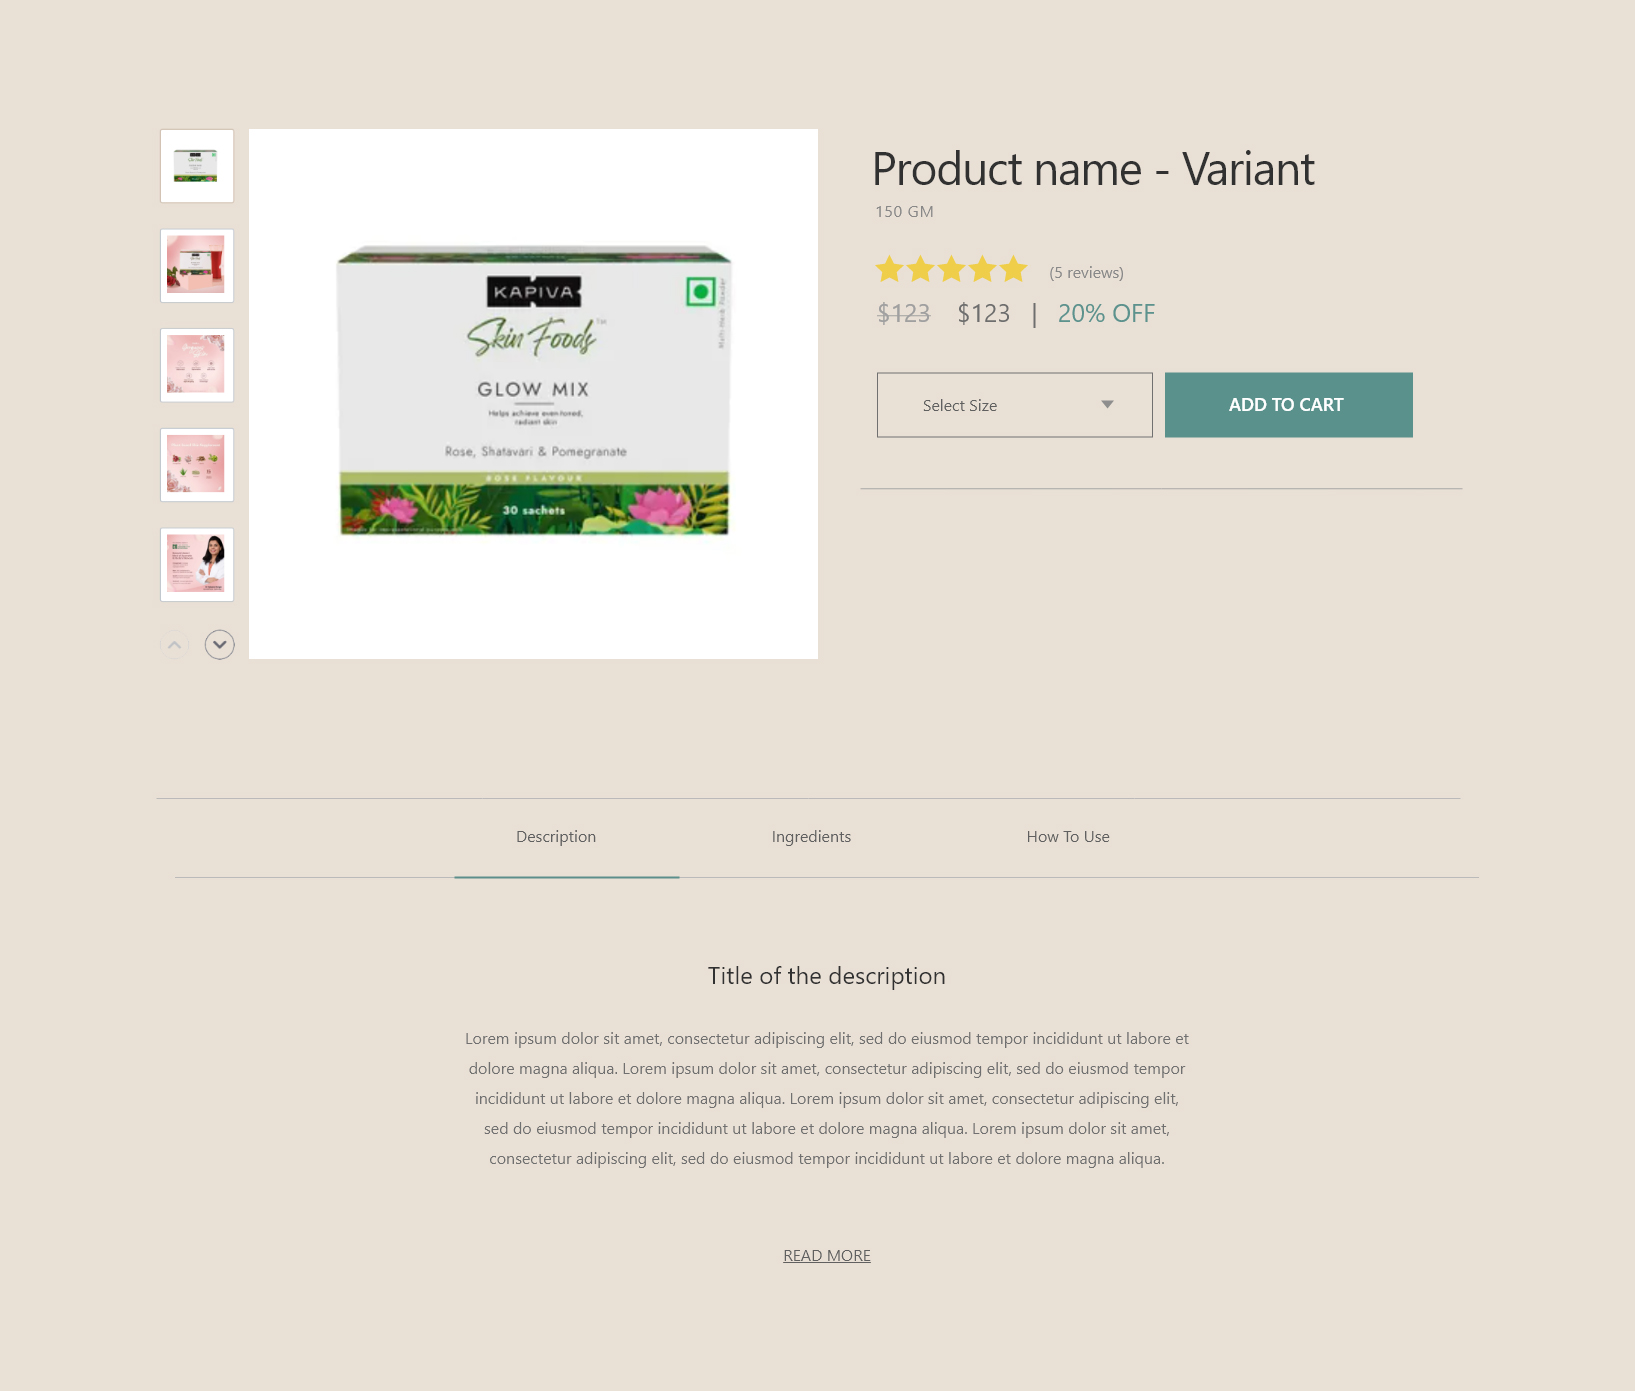 Product name - Variant
150 GM
(5 reviews)
$123 $123 | 20% OFF
Select Size
ADD TO CART
KAPIVA
Skin Foods™
GLOW MIX
Helps achieve even-toned,
radiant skin
Rose, Shatavari & Pomegranate
ROSE FLAVOUR
30 sachets
Multi Herb Powder
Description Ingredients How To Use
Title of the description
Lorem ipsum dolor sit amet, consectetur adipiscing elit, sed do eiusmod tempor incididunt ut labore et
dolore magna aliqua. Lorem ipsum dolor sit amet, consectetur adipiscing elit, sed do eiusmod tempor
incididunt ut labore et dolore magna aliqua. Lorem ipsum dolor sit amet, consectetur adipiscing elit,
sed do eiusmod tempor incididunt ut labore et dolore magna aliqua. Lorem ipsum dolor sit amet,
consectetur adipiscing elit, sed do eiusmod tempor incididunt ut labore et dolore magna aliqua.
READ MORE